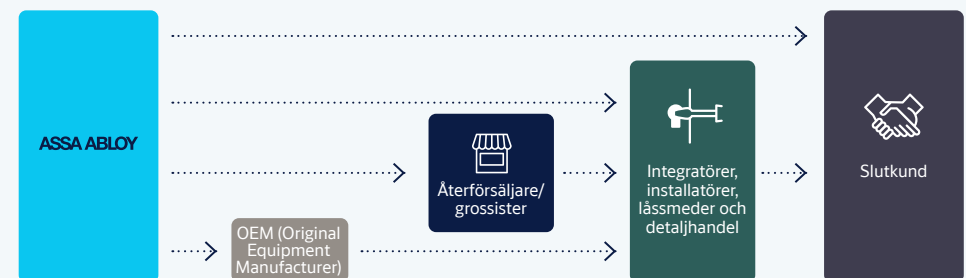 ASSA ABLOY
Återförsäljare/
grossister
OEM (Original
Equipment
Manufacturer)
Integratörer,
installatörer,
låssmeder och
detaljhandel
Slutkund